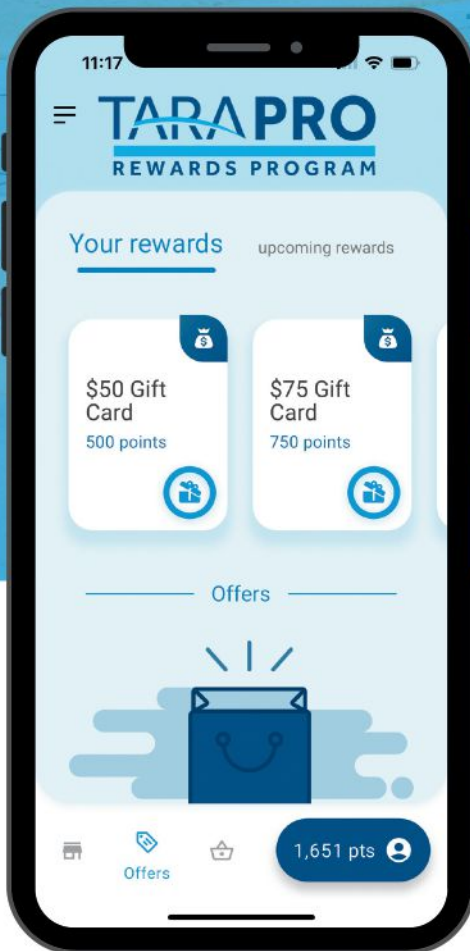 11:17
TARAPRO
REWARDS PROGRAM
Your rewards
upcoming rewards
$50 Gift
Card
500 points
$75 Gift
Card
750 points
Offers
Offers
1,651 pts